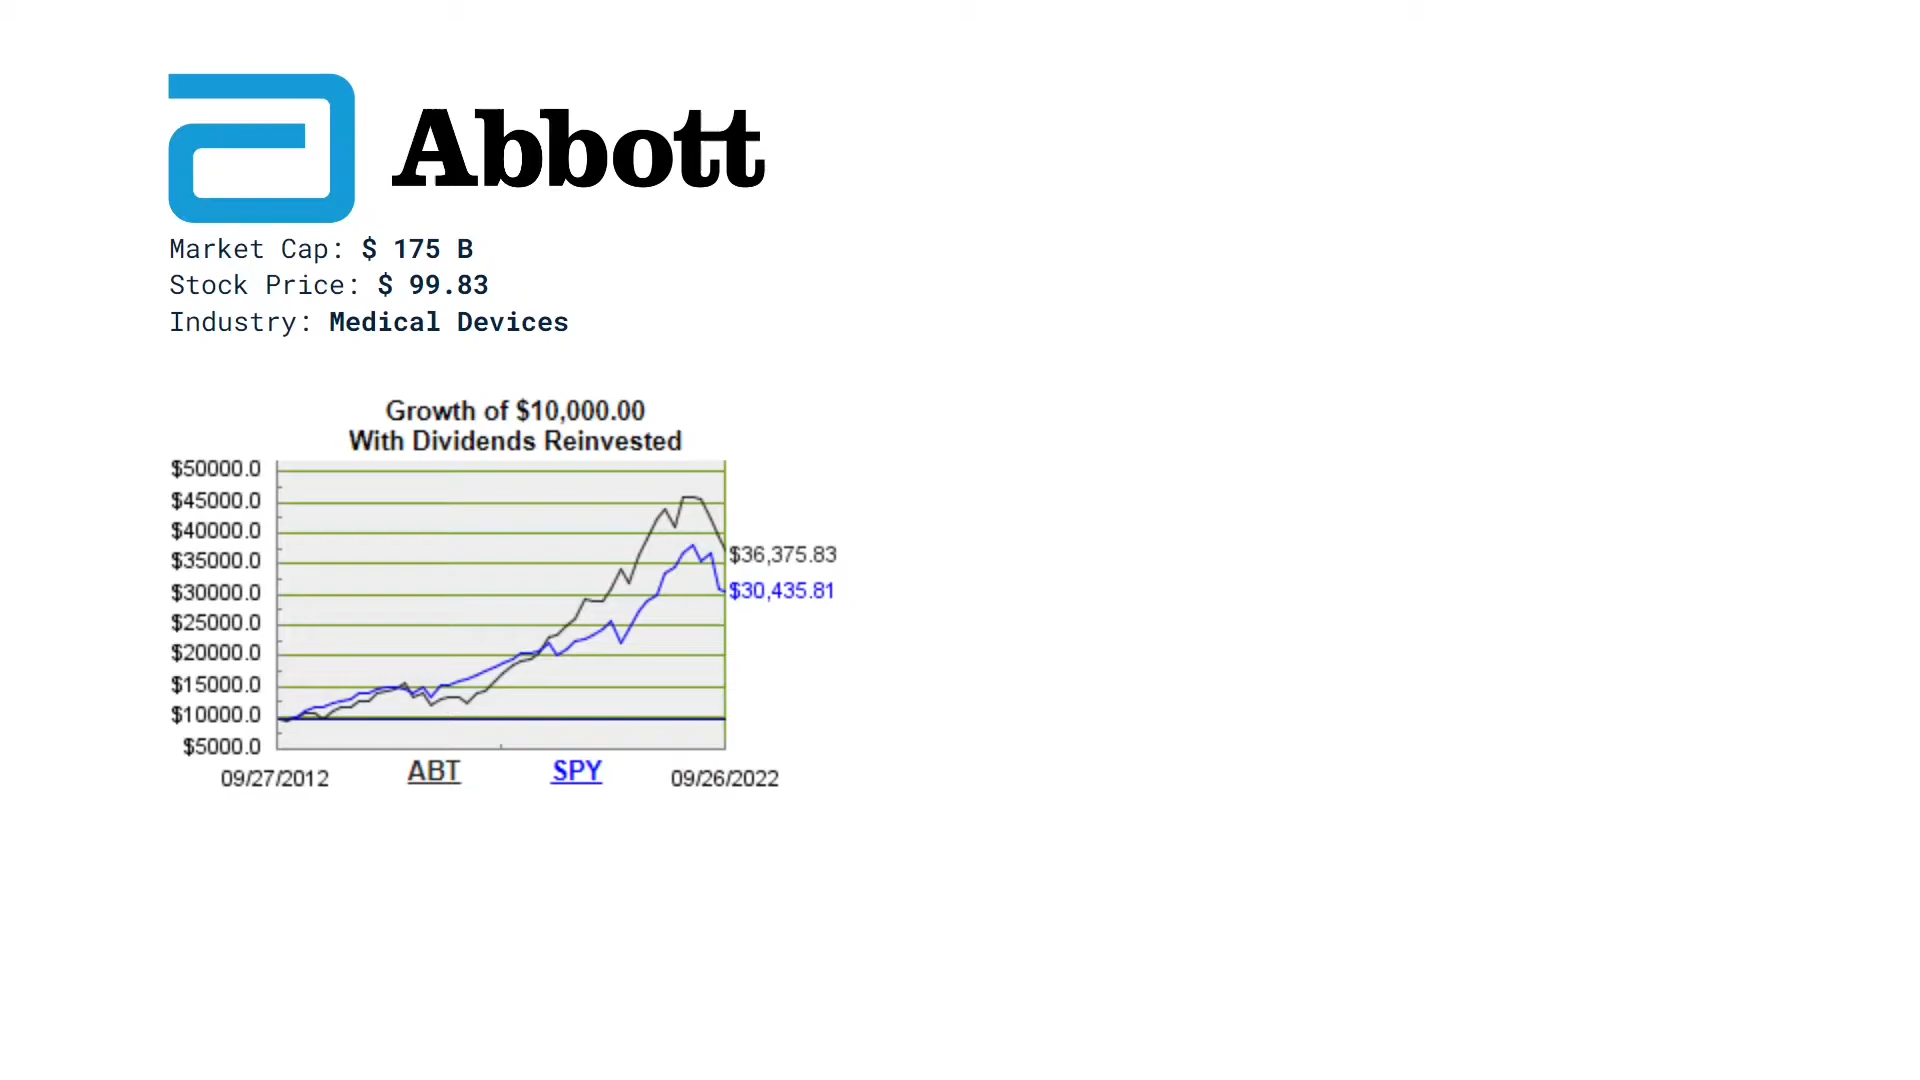 Abbott
Market Cap: $ 175 B
Stock Price: $ 99.83
Industry: Medical Devices
Growth of $10,000.00
With Dividends Reinvested
$50000.0
$45000.0
$40000.0
$35000.0
$30000.0
$25000.0
$20000.0
$15000.0
$10000.0
$5000.0
$36,375.83
$30,435.81
09/27/2012 ABT SPY 09/26/2022